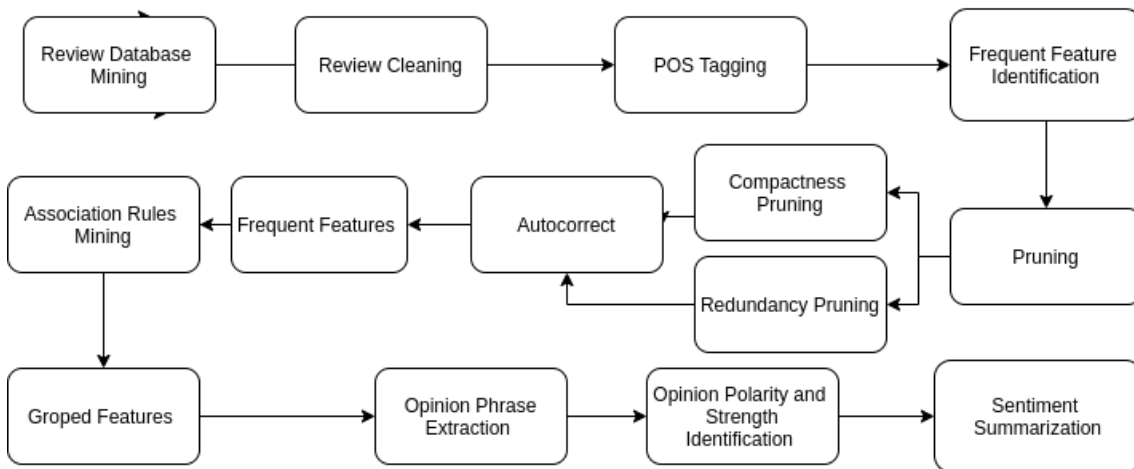 Review Database
Mining
Review Cleaning
POS Tagging
Frequent Feature
Identification
Compactness
Pruning
Association Rules
Mining
Frequent Features
Autocorrect
Pruning
Redundancy Pruning
Groped Features
Opinion Phrase
Extraction
Opinion Polarity and
Strength
Identification
Sentiment
Summarization